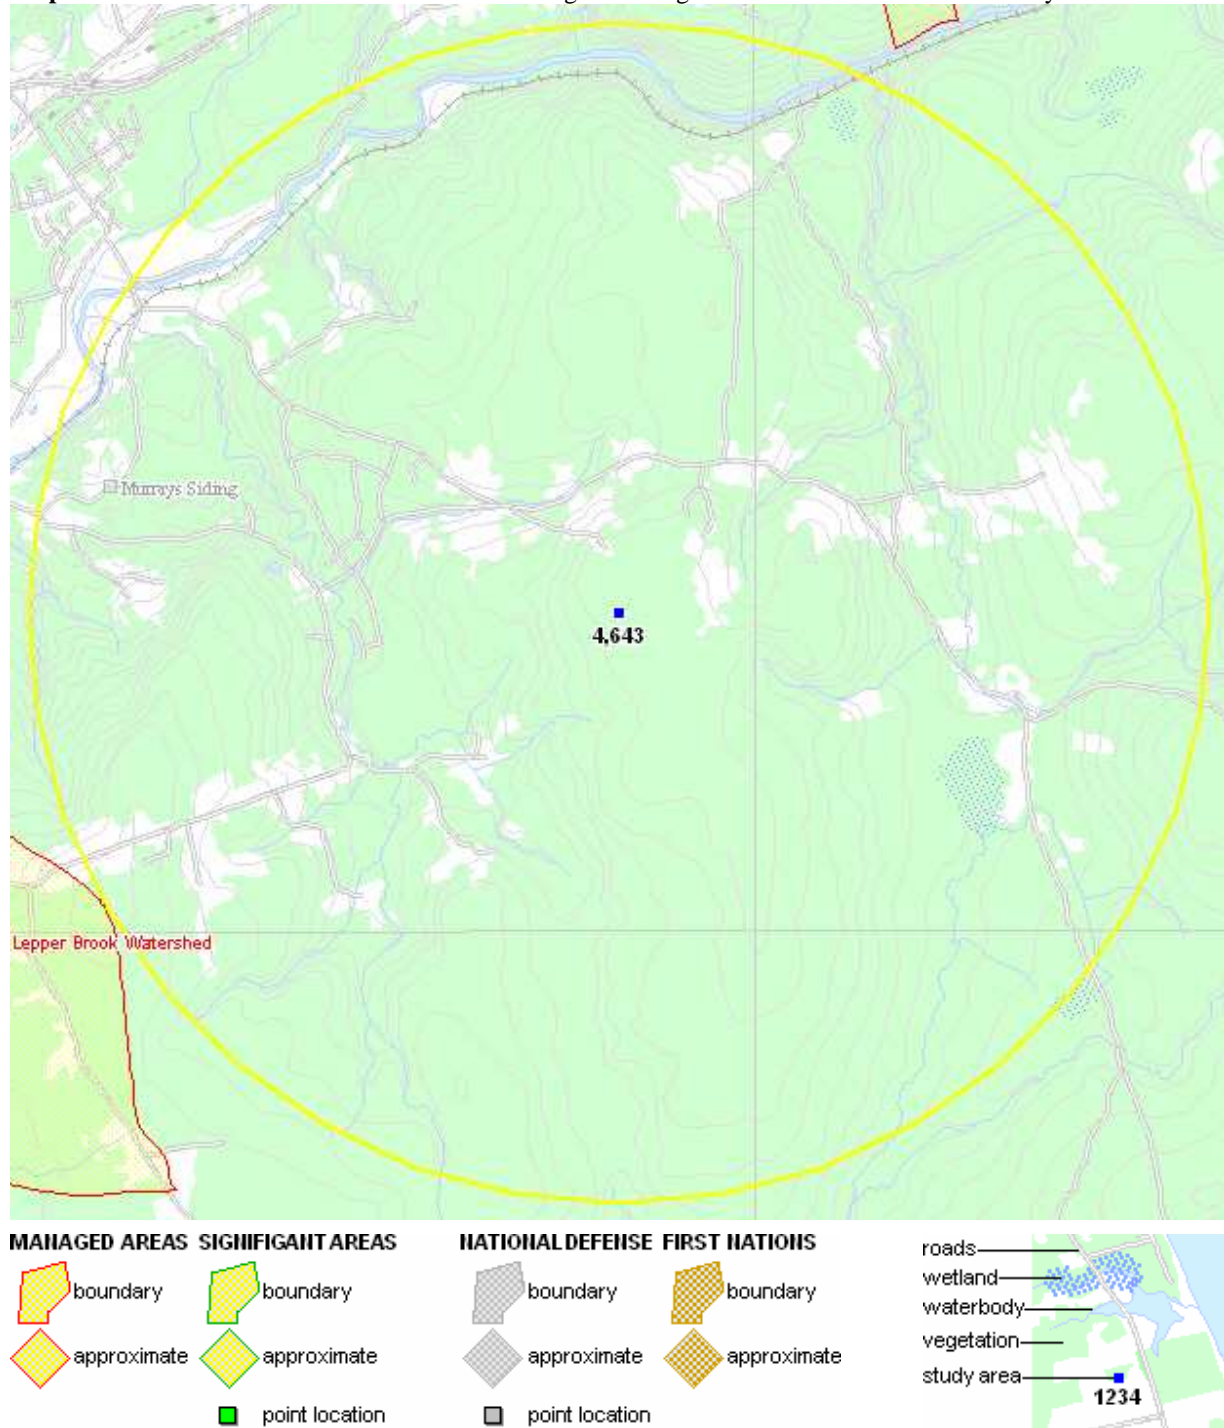 Murrays Siding
4,643
Lepper Brook Watershed
MANAGED AREAS SIGNIFIGANT AREAS NATIONAL DEFENSE FIRST NATIONS
boundary boundary boundary boundary
approximate approximate approximate approximate
point location point location
roads
wetland
waterbody
vegetation
study area
1234